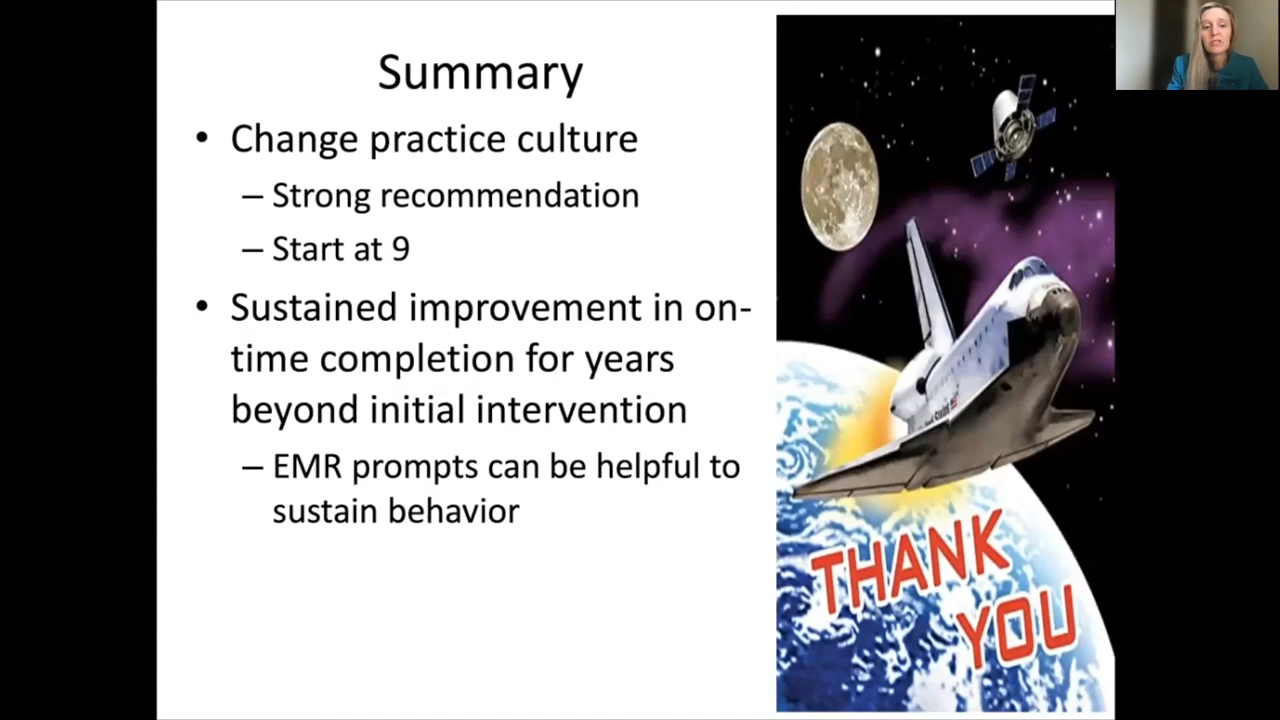 Summary
• Change practice culture
– Strong recommendation
– Start at 9
• Sustained improvement in on-
time completion for years
beyond initial intervention
– EMR prompts can be helpful to
sustain behavior
THANK
YOU